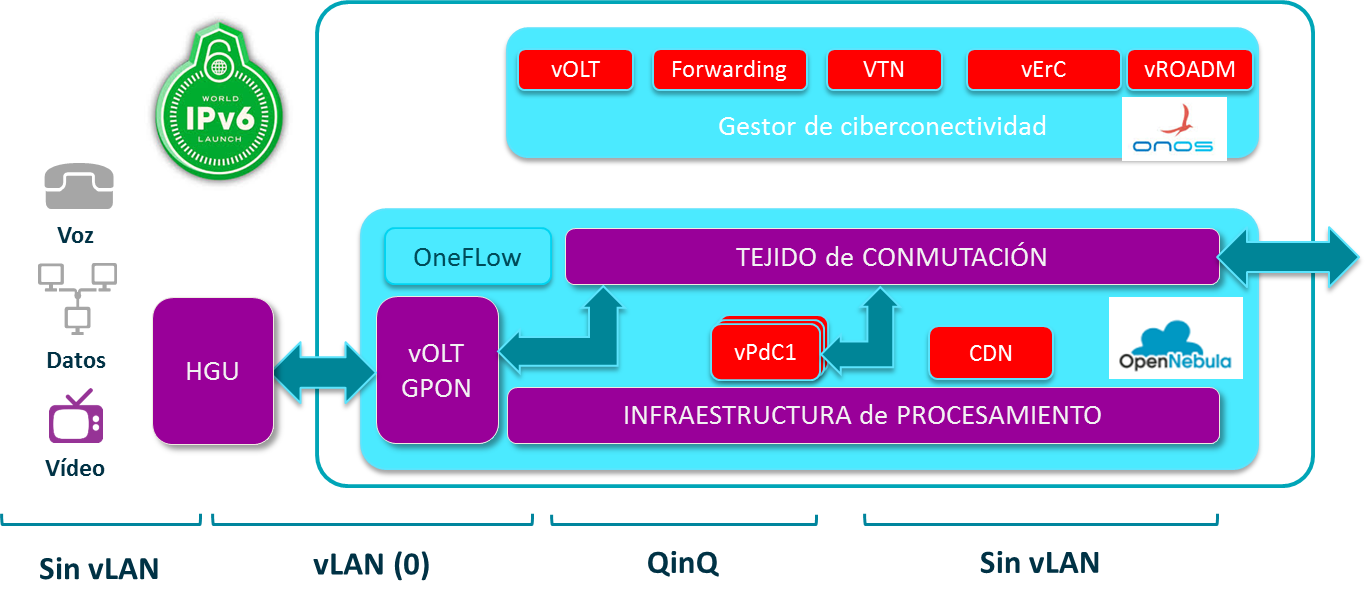 WORLD
IPv6
LAUNCH
vOLT
Forwarding
VTN
vErC
vROADM
Gestor de ciberconectividad
onos
Voz
Datos
Vídeo
HGU
OneFLow
TEJIDO de CONMUTACIÓN
vOLT
GPON
vPdC1
CDN
OpenNebula
INFRAESTRUCTURA de PROCESAMIENTO
Sin vLAN
vLAN (0)
QinQ
Sin vLAN